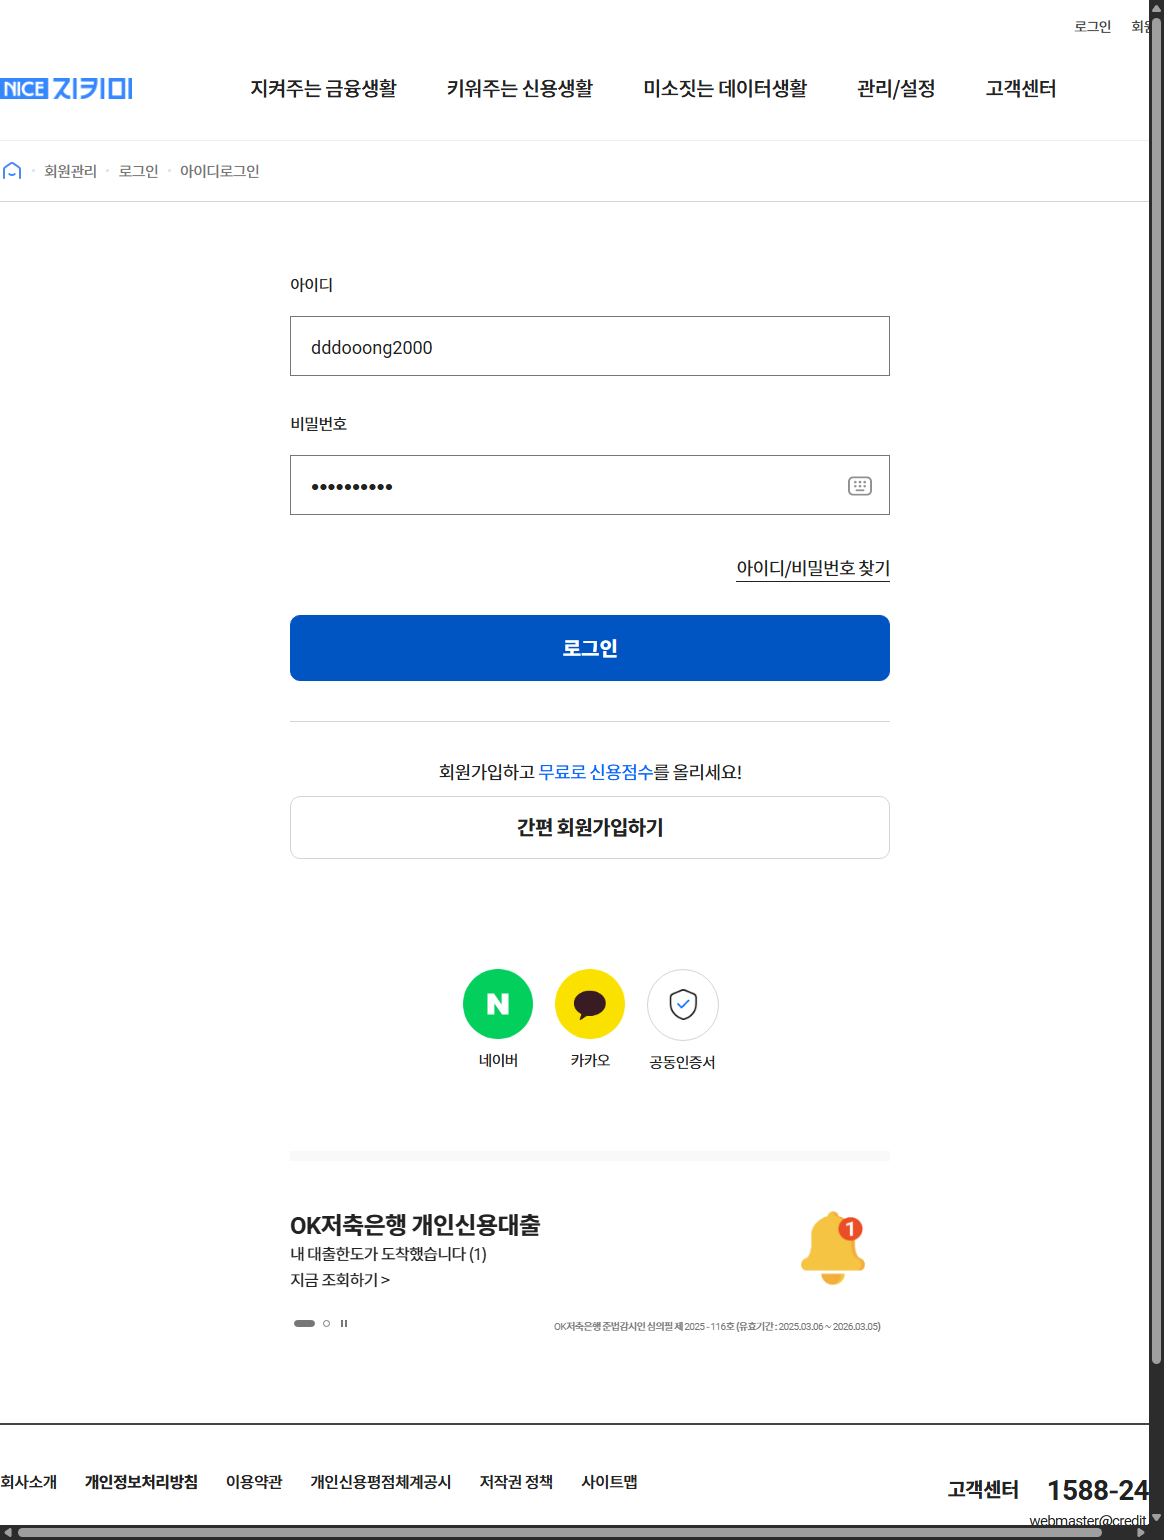 로그인 회원
NICE 지키미
지켜주는 금융생활 키워주는 신용생활 미소짓는 데이터생활 관리/설정 고객센터
회원관리 로그인 아이디로그인
아이디
dddooong2000
비밀번호
••••••••••
아이디/비밀번호 찾기
로그인
회원가입하고 무료로 신용점수를 올리세요!
간편 회원가입하기
N
네이버 카카오 공동인증서
OK저축은행 개인신용대출
1
내 대출한도가 도착했습니다 (1)
지금 조회하기 >
OK저축은행 준법감시인 심의필 제 2025 - 116호 (유효기간 : 2025.03.06 ~ 2026.03.05)
회사소개 개인정보처리방침 이용약관 개인신용평점체계공시 저작권 정책 사이트맵
고객센터 1588-24
webmaster@credit.